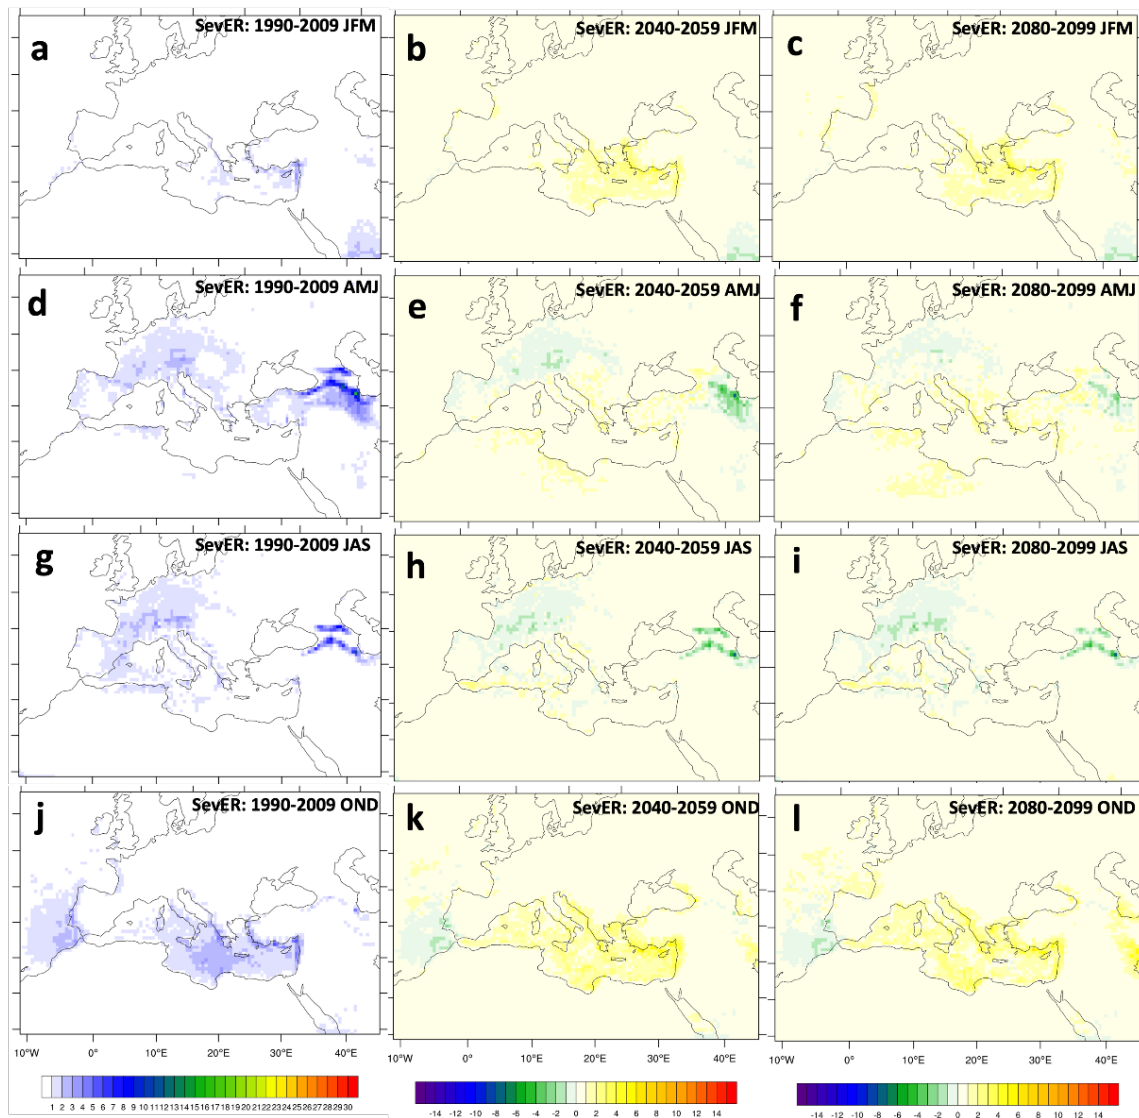 a
SevER: 1990-2009 JFM
b
SevER: 2040-2059 JFM
c
SevER: 2080-2099 JFM
d
SevER: 1990-2009 AMJ
e
SevER: 2040-2059 AMJ
f
SevER: 2080-2099 AMJ
g
SevER: 1990-2009 JAS
h
SevER: 2040-2059 JAS
i
SevER: 2080-2099 JAS
j
SevER: 1990-2009 OND
k
SevER: 2040-2059 OND
l
SevER: 2080-2099 OND
10°W 0° 10°E 20°E 30°E 40°E
10°W 0° 10°E 20°E 30°E 40°E
10°W 0° 10°E 20°E 30°E 40°E
1 2 3 4 5 6 7 8 9 10 11 12 13 14 15 16 17 18 19 20 21 22 23 24 25 26 27 28 29 30
-14 -12 -10 -8 -6 -4 -2 0 2 4 6 8 10 12 14
-14 -12 -10 -8 -6 -4 -2 0 2 4 6 8 10 12 14